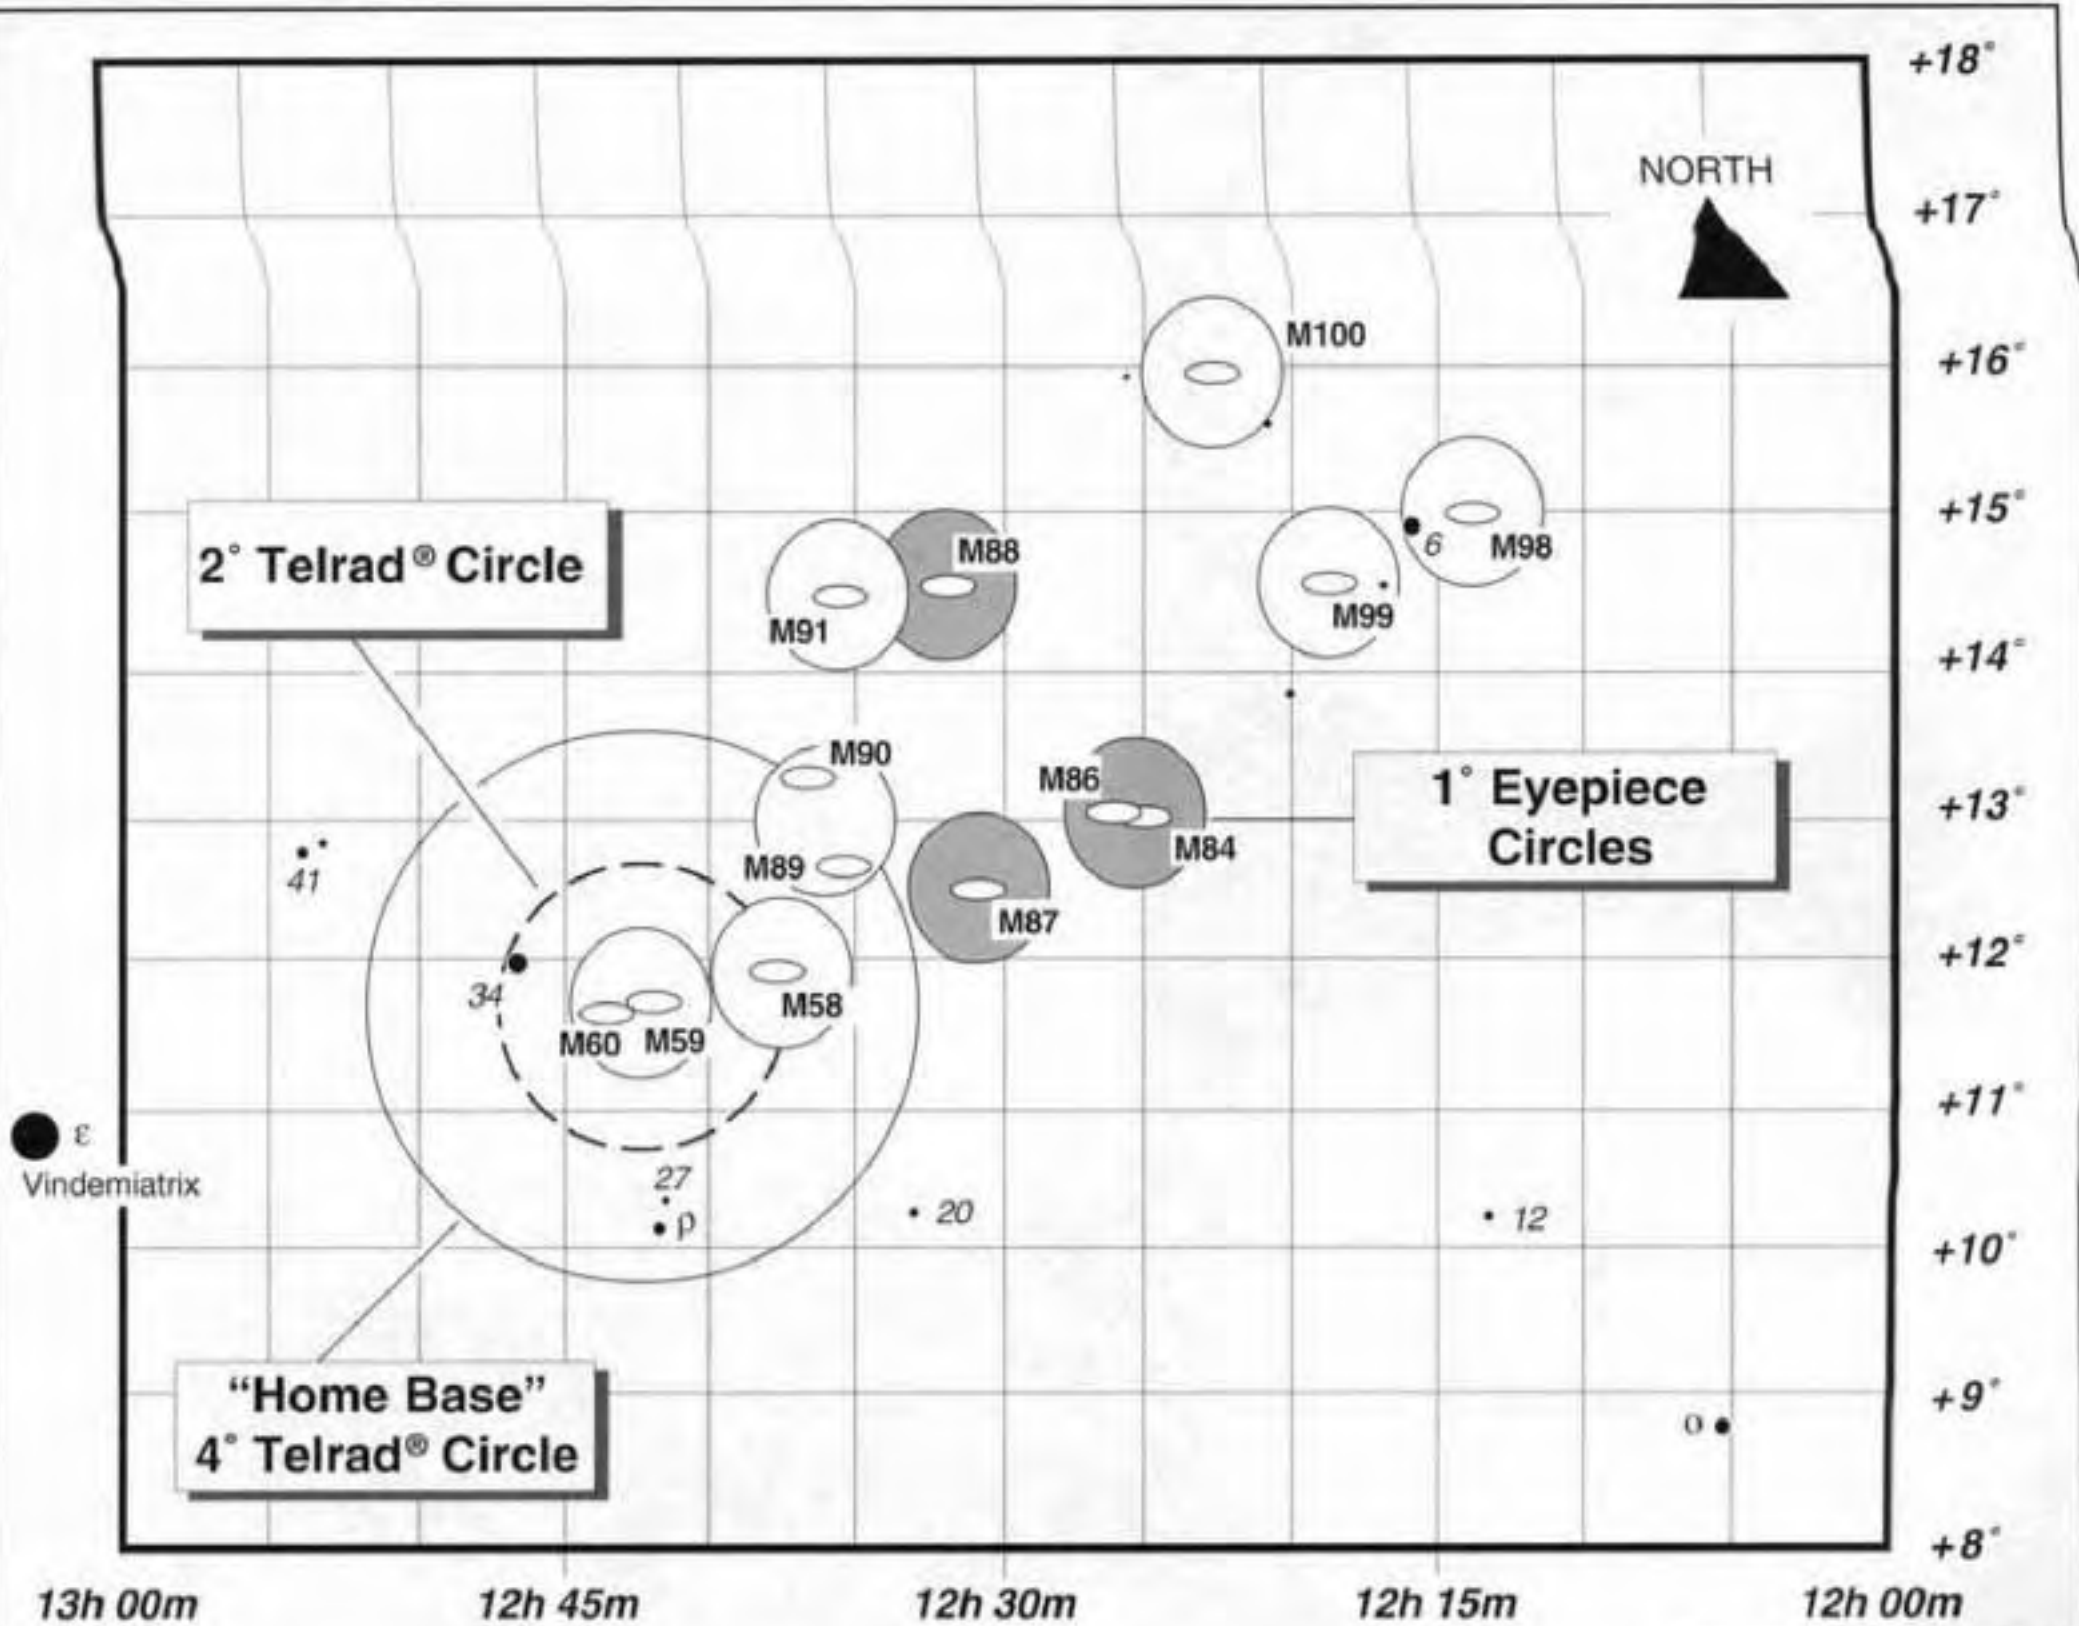 +18°
NORTH
+17°
M100
+16°
+15°
2° Telrad® Circle
M88
6
M98
M91
M99
+14°
M90
M86
1° Eyepiece
Circles
+13°
M84
M89
41
M87
+12°
34
M58
M60
M59
+11°
ε
Vindemiatrix
27
ρ
20
12
+10°
"Home Base"
4° Telrad® Circle
+9°
o
+8°
13h 00m
12h 45m
12h 30m
12h 15m
12h 00m